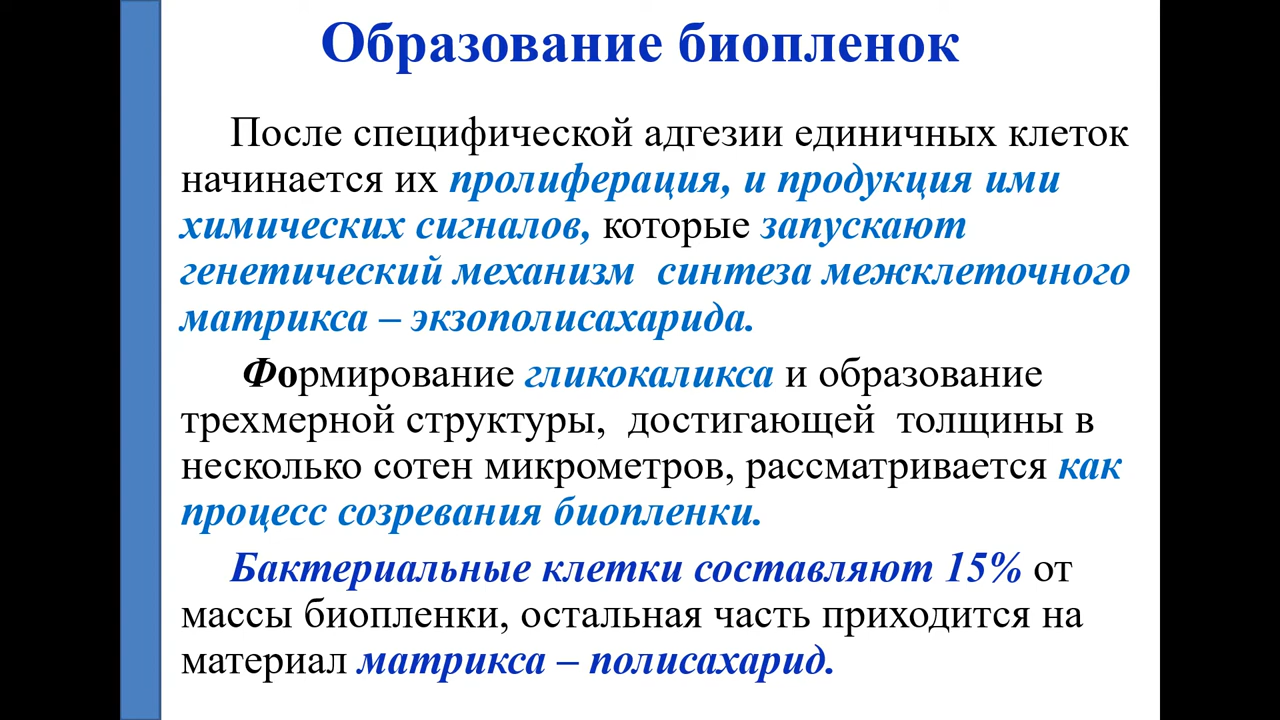 Образование биопленок
После специфической адгезии единичных клеток
начинается их пролиферация, и продукция ими
химических сигналов, которые запускают
генетический механизм синтеза межклеточного
матрикса – экзополисахарида.
Формирование гликокаликса и образование
трехмерной структуры, достигающей толщины в
несколько сотен микрометров, рассматривается как
процесс созревания биопленки.
Бактериальные клетки составляют 15% от
массы биопленки, остальная часть приходится на
материал матрикса – полисахарид.